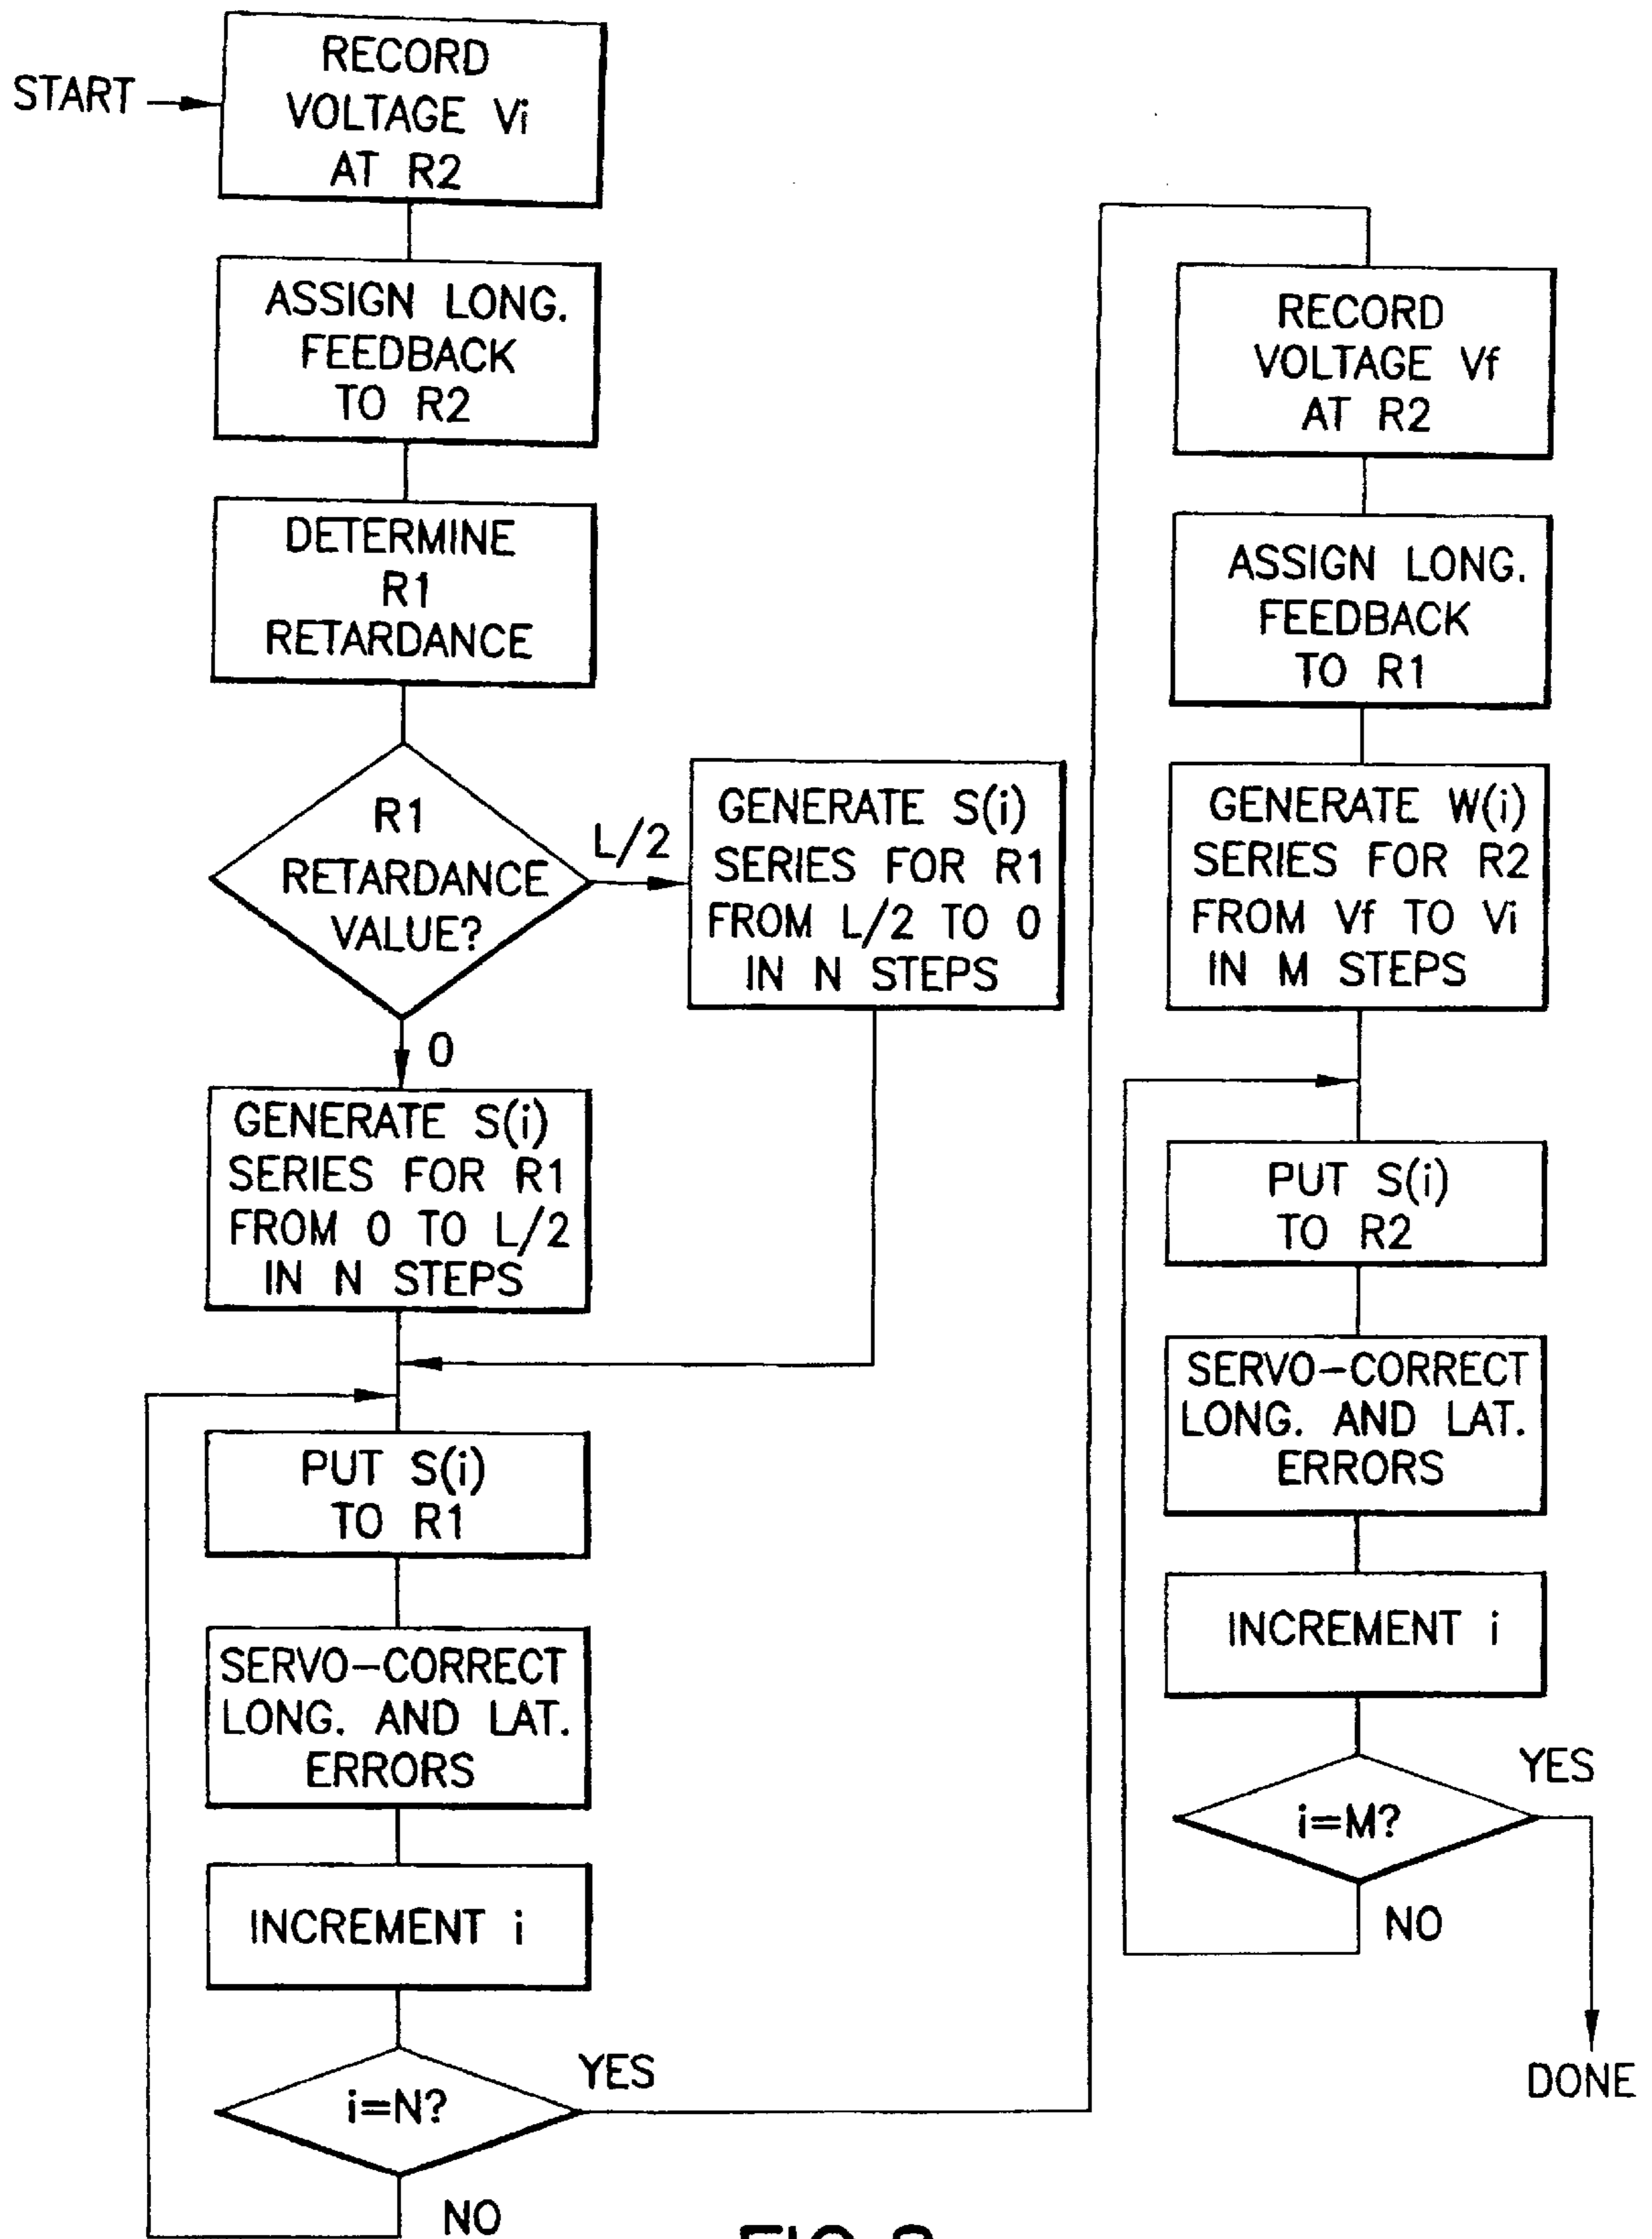 START
RECORD
VOLTAGE Vi
AT R2
ASSIGN LONG.
FEEDBACK
TO R2
DETERMINE
R1
RETARDANCE
R1
RETARDANCE
VALUE?
L/2
GENERATE S(i)
SERIES FOR R1
FROM L/2 TO 0
IN N STEPS
0
GENERATE S(i)
SERIES FOR R1
FROM 0 TO L/2
IN N STEPS
PUT S(i)
TO R1
SERVO-CORRECT
LONG. AND LAT.
ERRORS
INCREMENT i
i=N?
YES
NO
RECORD
VOLTAGE Vf
AT R2
ASSIGN LONG.
FEEDBACK
TO R1
GENERATE W(i)
SERIES FOR R2
FROM Vf TO Vi
IN M STEPS
PUT S(i)
TO R2
SERVO-CORRECT
LONG. AND LAT.
ERRORS
INCREMENT i
i=M?
YES
NO
DONE